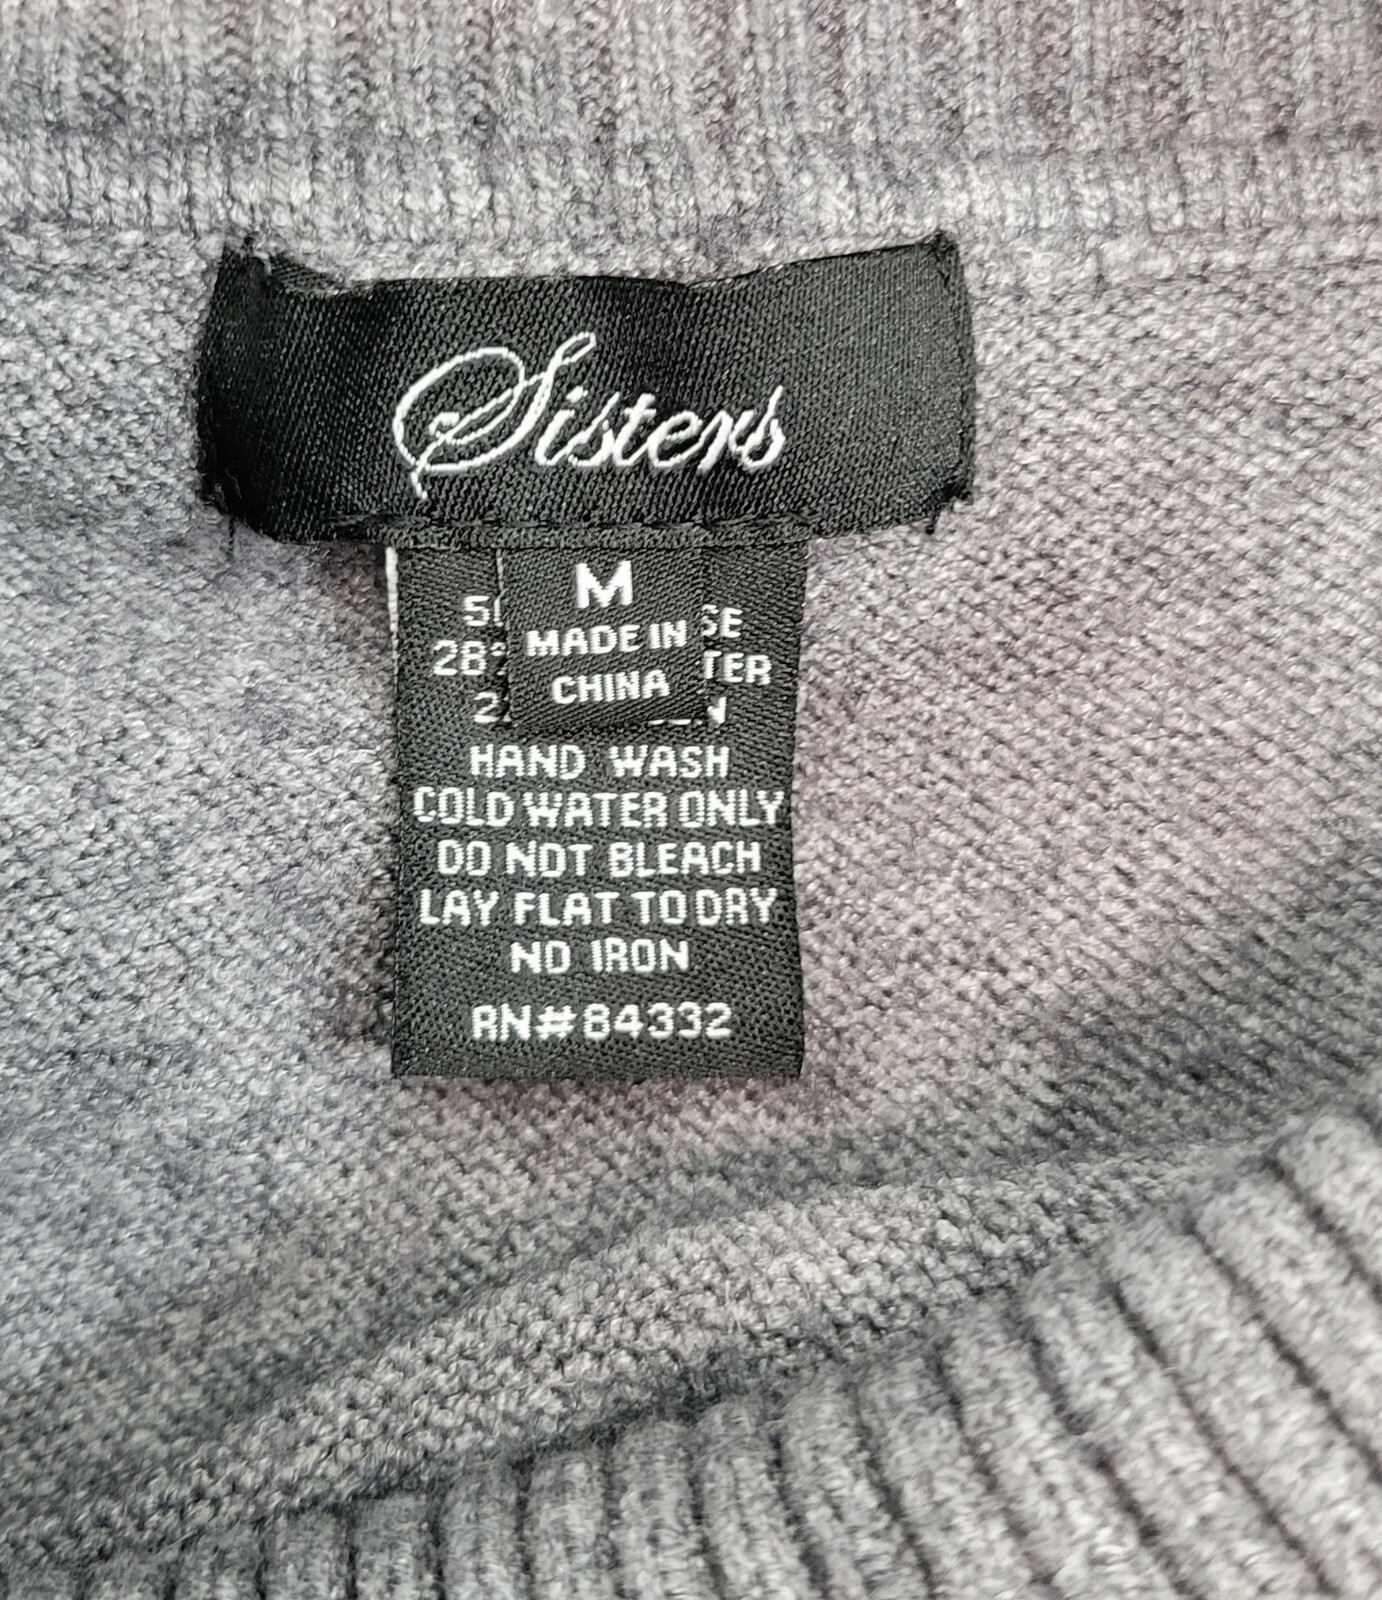 Sisters
M
MADE IN
CHINA
HAND WASH
COLD WATER ONLY
DO NOT BLEACH
LAY FLAT TO DRY
NO IRON
RN#84332